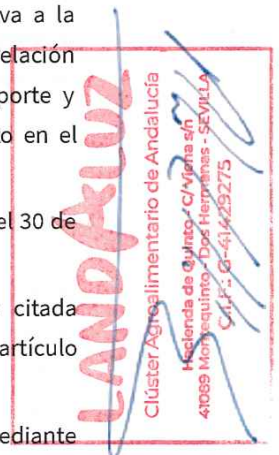 va a la
elación
porte y
o en el
el 30 de
citada
artículo
ediante
LANDALUZ
Clúster Agroalimentario de Andalucía
Hacienda de Quinto - C/Viena s/n
41089 Montequinto - Dos Hermanas - SEVILLA
C.I.F.: G-41429275